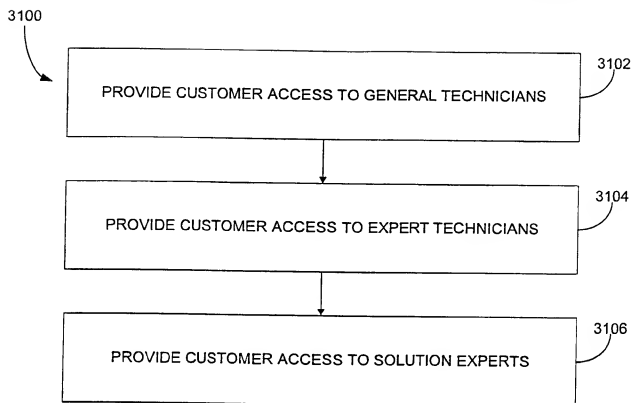 3100
3102
PROVIDE CUSTOMER ACCESS TO GENERAL TECHNICIANS
3104
PROVIDE CUSTOMER ACCESS TO EXPERT TECHNICIANS
3106
PROVIDE CUSTOMER ACCESS TO SOLUTION EXPERTS